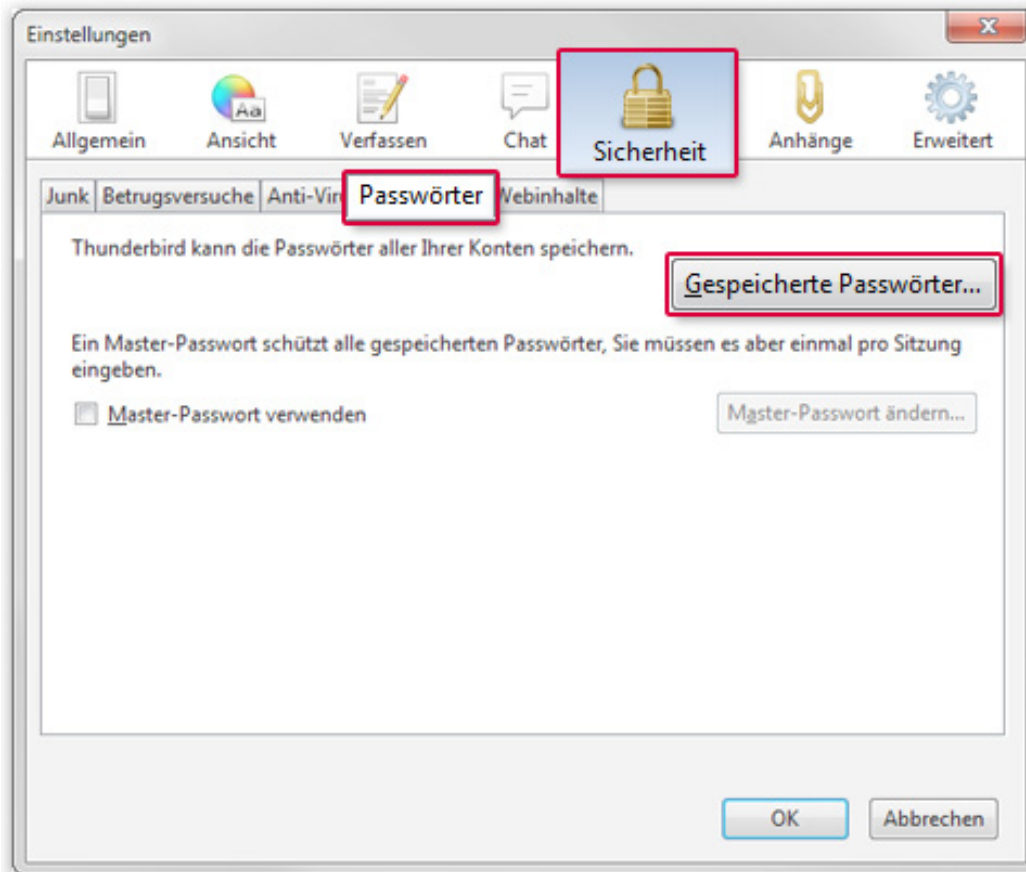 Einstellungen
Allgemein Ansicht Verfassen Chat Sicherheit Anhänge Erweitert
Junk Betrugsversuche Anti-Vir Passwörter Webinhalte
Thunderbird kann die Passwörter aller Ihrer Konten speichern.
Gespeicherte Passwörter...
Ein Master-Passwort schützt alle gespeicherten Passwörter, Sie müssen es aber einmal pro Sitzung
eingeben.
Master-Passwort verwenden Master-Passwort ändern...
OK Abbrechen